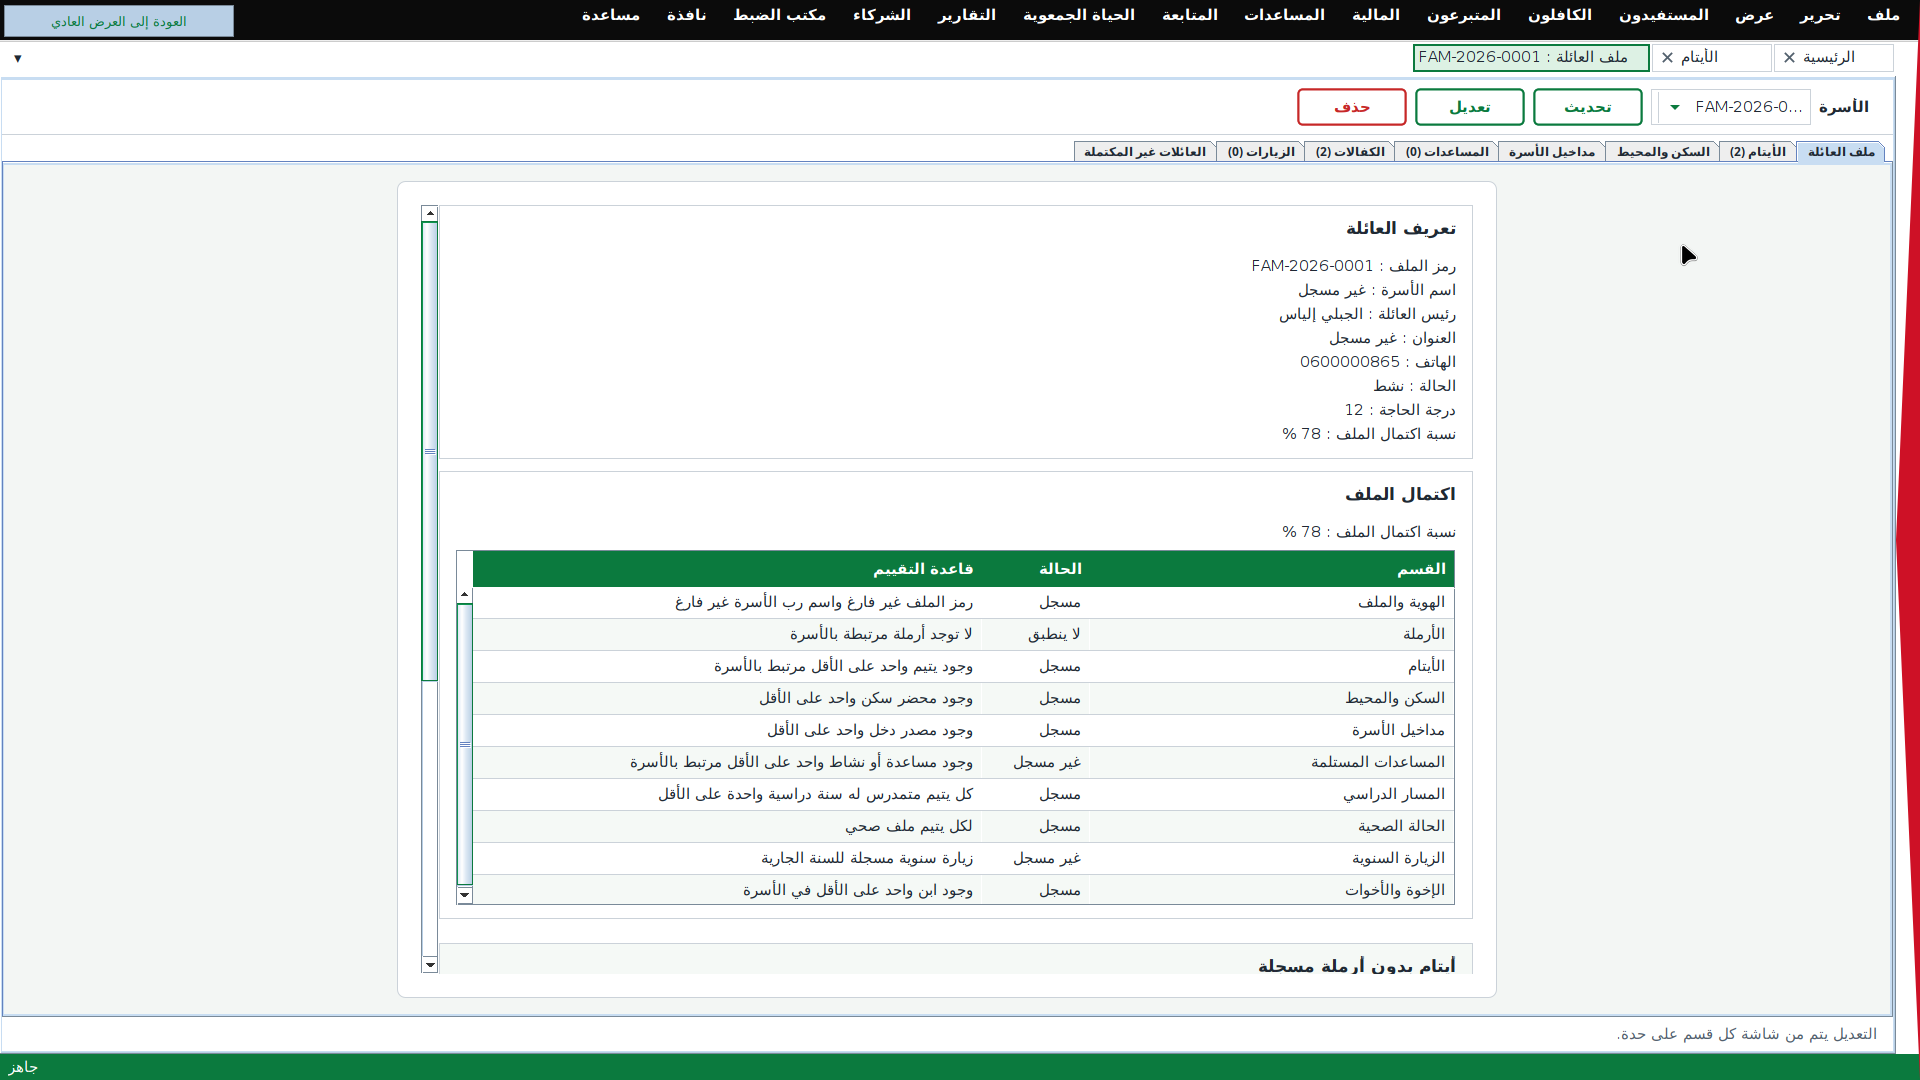 ملف تحرير عرض المستفيدون الكافلون المتبرعون المالية المساعدات المتابعة الحياة الجمعوية التقارير الشركاء مكتب الضبط نافذة مساعدة العودة إلى العرض العادي
الرئيسية الأيتام ملف العائلة : FAM-2026-0001
الأسرة FAM-2026-0... تحديث تعديل حذف
ملف العائلة الأيتام (2) السكن والمحيط مداخيل الأسرة المساعدات (0) الكفالات (2) الزيارات (0) العائلات غير المكتملة
تعريف العائلة
رمز الملف : FAM-2026-0001
اسم الأسرة : غير مسجل
رئيس العائلة : الجبلي إلياس
العنوان : غير مسجل
الهاتف : 0600000865
الحالة : نشط
درجة الحاجة : 12
نسبة اكتمال الملف : 78 %
اكتمال الملف
نسبة اكتمال الملف : 78 %
القسم الحالة قاعدة التقييم
الهوية والملف مسجل رمز الملف غير فارغ واسم رب الأسرة غير فارغ
الأرملة لا ينطبق لا توجد أرملة مرتبطة بالأسرة
الأيتام مسجل وجود يتيم واحد على الأقل مرتبط بالأسرة
السكن والمحيط مسجل وجود محضر سكن واحد على الأقل
مداخيل الأسرة مسجل وجود مصدر دخل واحد على الأقل
المساعدات المستلمة غير مسجل وجود مساعدة أو نشاط واحد على الأقل مرتبط بالأسرة
المسار الدراسي مسجل كل يتيم متمدرس له سنة دراسية واحدة على الأقل
الحالة الصحية مسجل لكل يتيم ملف صحي
الزيارة السنوية غير مسجل زيارة سنوية مسجلة للسنة الجارية
الإخوة والأخوات مسجل وجود ابن واحد على الأقل في الأسرة
أيتام بدون أرملة مسجلة
التعديل يتم من شاشة كل قسم على حدة.
جاهز